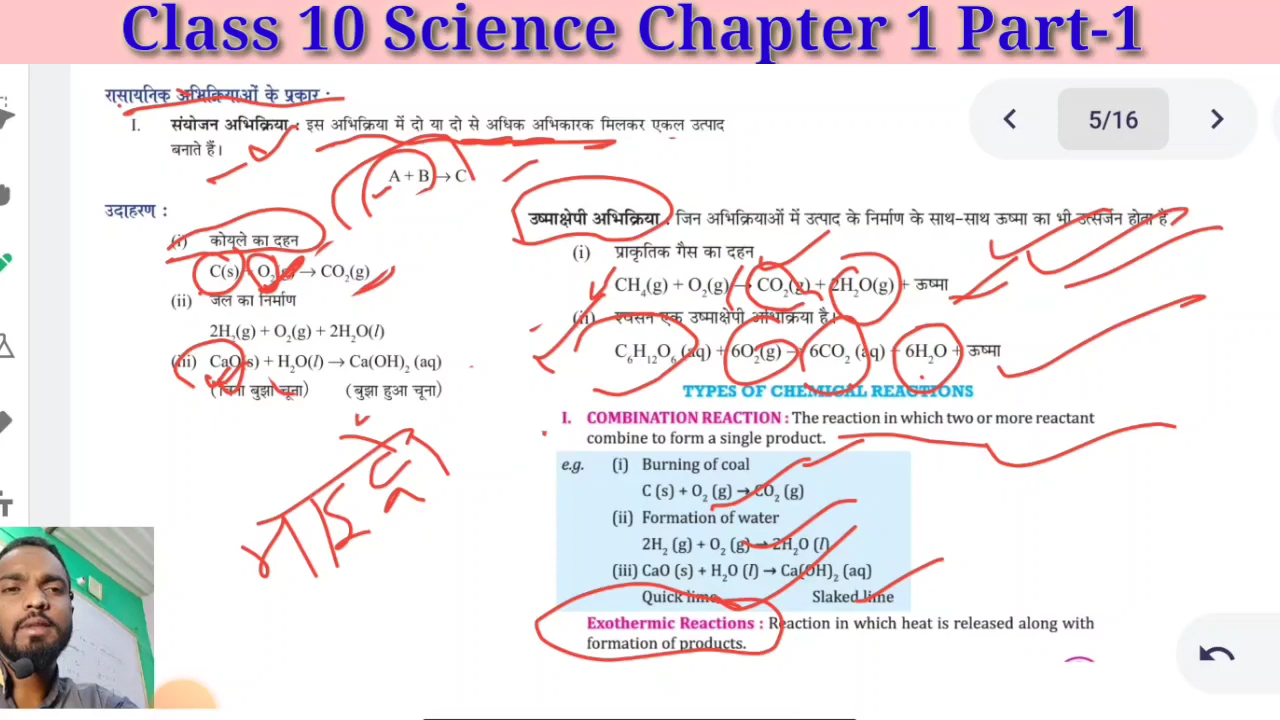 Class 10 Science Chapter 1 Part-1
5/16
रासायनिक अभिक्रियाओं के प्रकार :
I. संयोजन अभिक्रिया : इस अभिक्रिया में दो या दो से अधिक अभिकारक मिलकर एकल उत्पाद
बनाते हैं।
A + B → C
उदाहरण :
(i) कोयले का दहन
C(s) + O₂(g) → CO₂(g)
(ii) जल का निर्माण
2H₂(g) + O₂(g) + 2H₂O(l)
(iii) CaO(s) + H₂O(l) → Ca(OH)₂ (aq)
(बिना बुझा चूना) (बुझा हुआ चूना)
उष्माक्षेपी अभिक्रिया : जिन अभिक्रियाओं में उत्पाद के निर्माण के साथ-साथ ऊष्मा का भी उत्सर्जन होता है
(i) प्राकृतिक गैस का दहन
CH₄(g) + O₂(g) → CO₂(g) + 2H₂O(g) + ऊष्मा
(ii) श्वसन एक उष्माक्षेपी अभिक्रिया है।
C₆H₁₂O₆ (aq) + 6O₂(g) → 6CO₂ (aq) + 6H₂O + ऊष्मा
TYPES OF CHEMICAL REACTIONS
I. COMBINATION REACTION : The reaction in which two or more reactant
combine to form a single product.
e.g. (i) Burning of coal
C (s) + O₂ (g) → CO₂ (g)
(ii) Formation of water
2H₂ (g) + O₂ (g) → 2H₂O (l)
(iii) CaO (s) + H₂O (l) → Ca(OH)₂ (aq)
Quick lime Slaked lime
Exothermic Reactions : Reaction in which heat is released along with
formation of products.